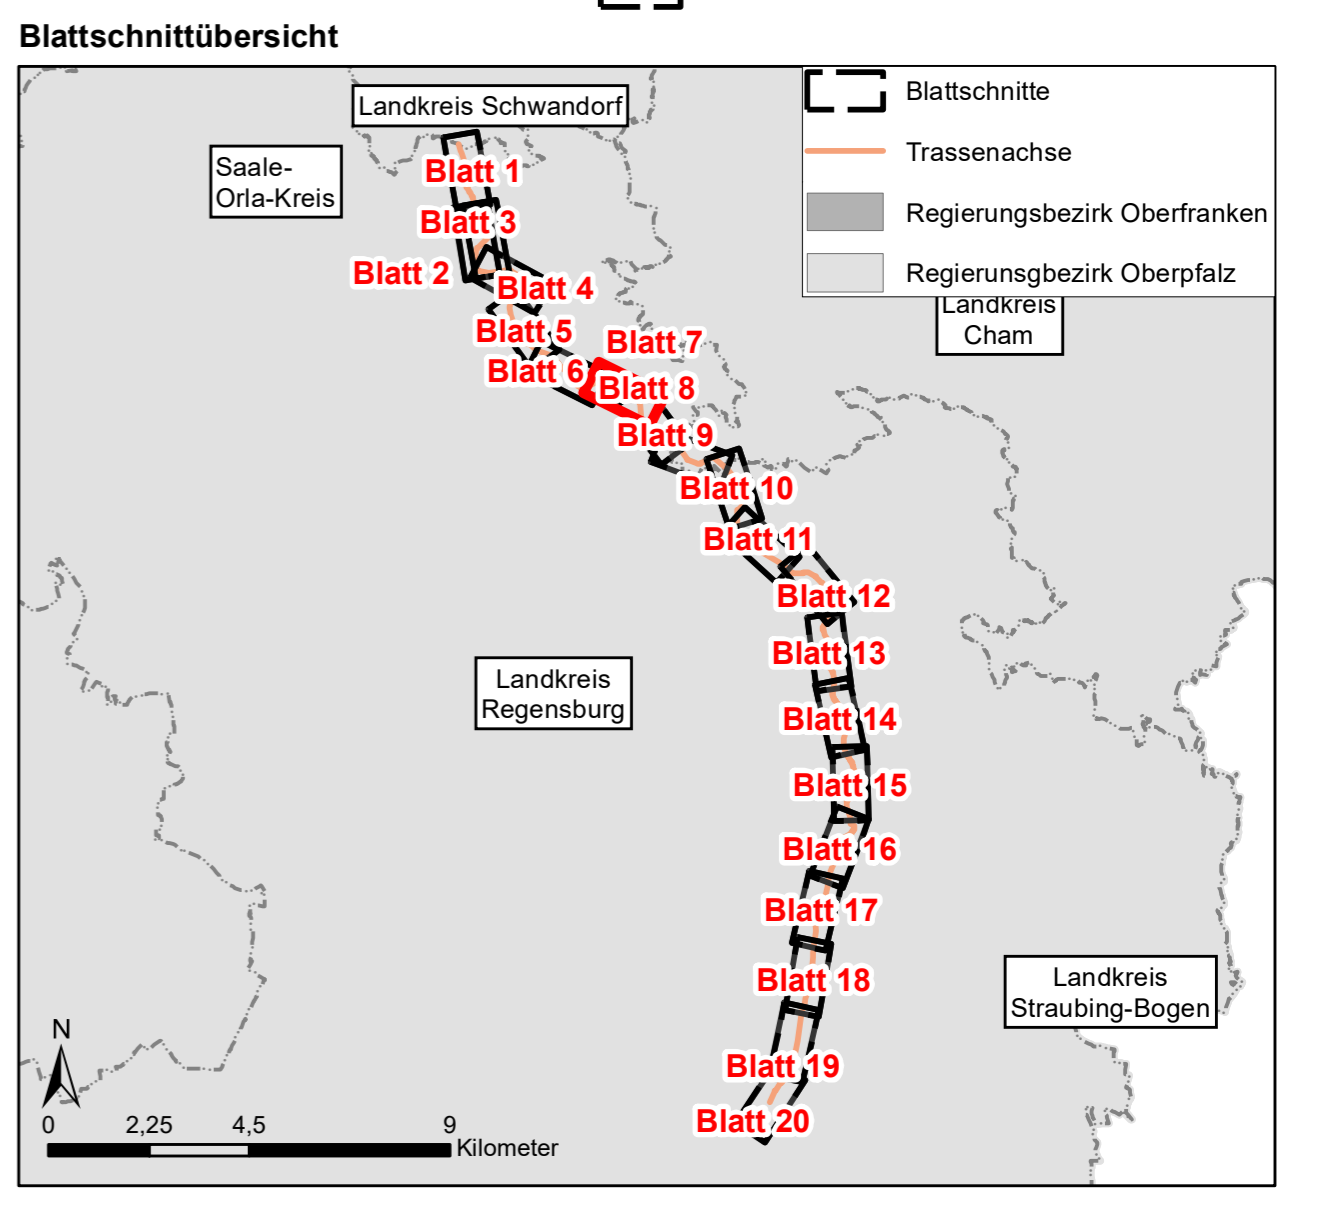 Blattschnittübersicht
Landkreis Schwandorf
Saale-
Orla-Kreis
Blattschnitte
Trassenachse
Regierungsbezirk Oberfranken
Regierunsgbezirk Oberpfalz
Landkreis
Cham
Blatt 1
Blatt 3
Blatt 2
Blatt 4
Blatt 5
Blatt 7
Blatt 6
Blatt 8
Blatt 9
Blatt 10
Blatt 11
Blatt 12
Blatt 13
Landkreis
Regensburg
Blatt 14
Blatt 15
Blatt 16
Blatt 17
Blatt 18
Landkreis
Straubing-Bogen
Blatt 19
Blatt 20
N
0 2,25 4,5 9
Kilometer